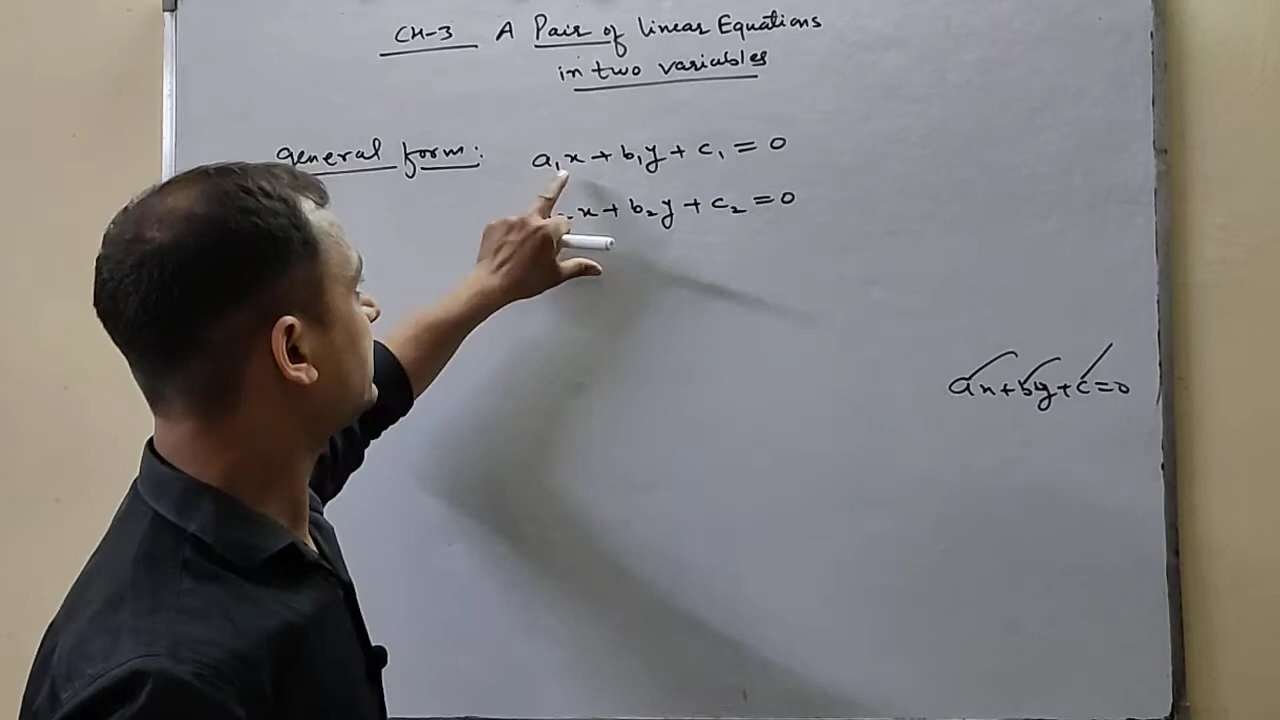 CH-3 A Pair of linear Equations
in two variables
general form: a₁x + b₁y + c₁ = 0
₂x + b₂y + c₂ = 0
ax+by+c=0